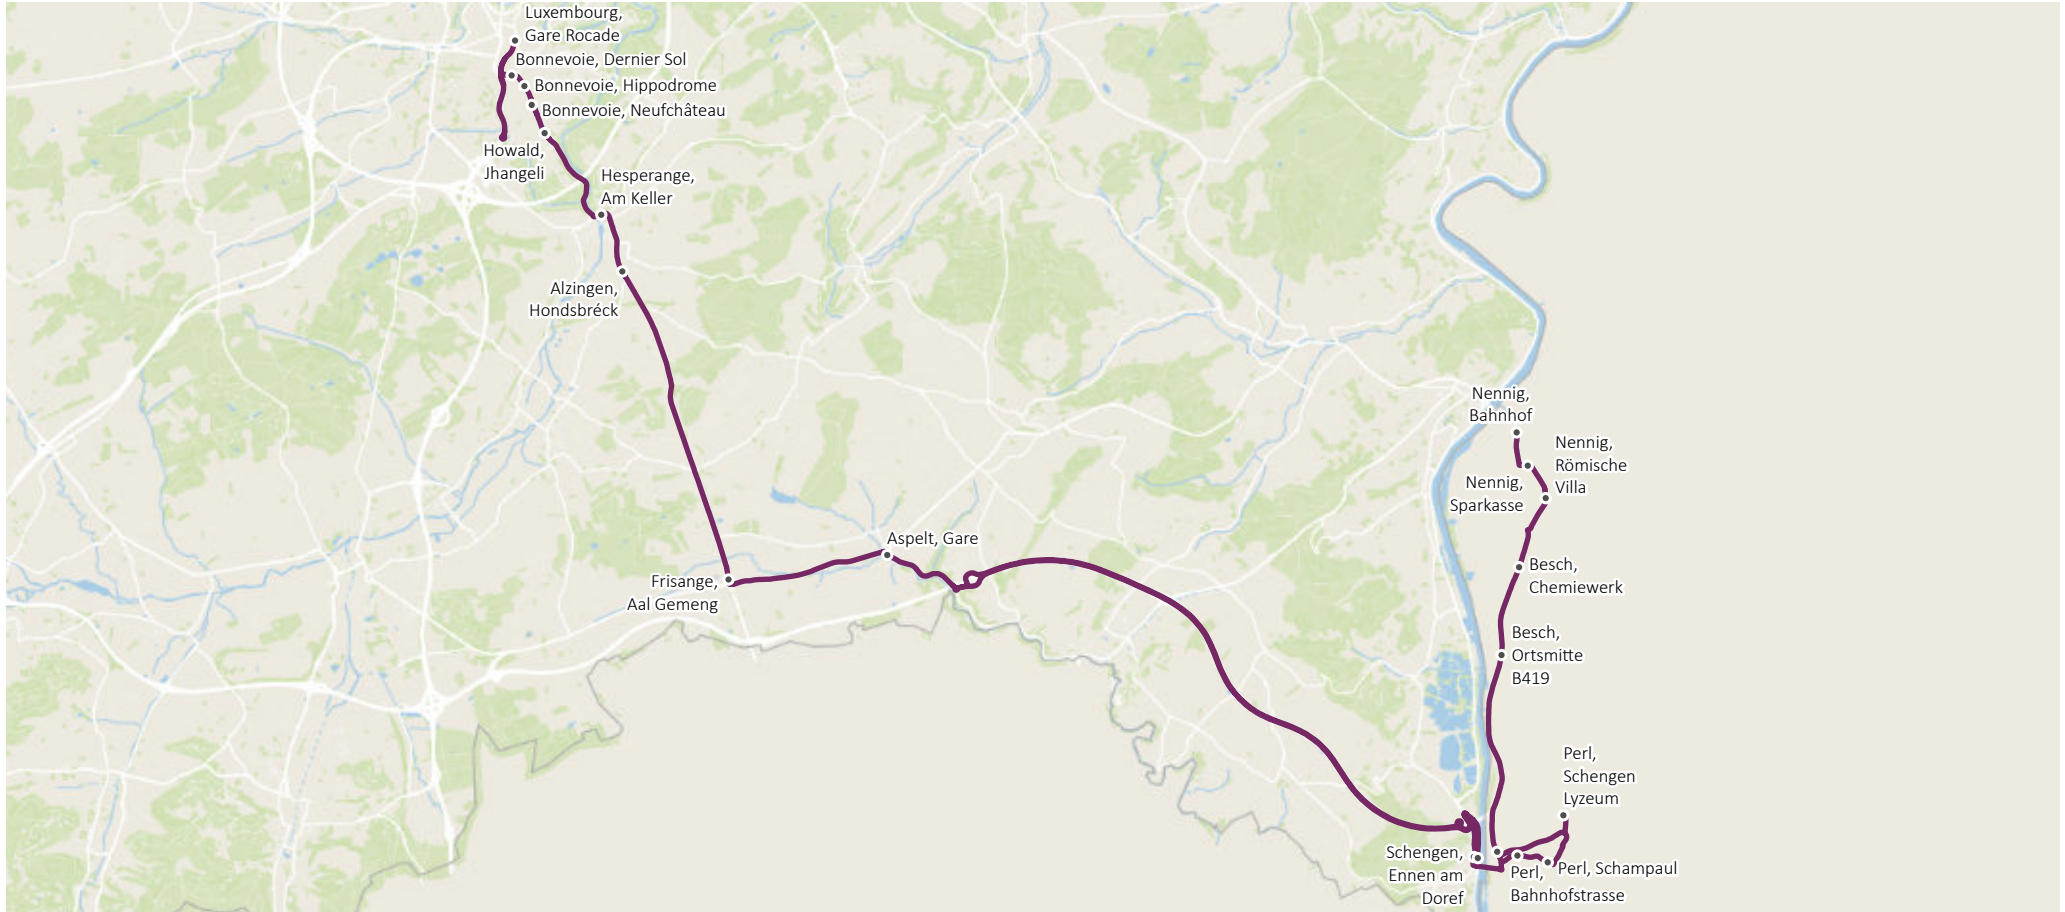 Luxembourg,
Gare Rocade
Bonnevoie, Dernier Sol
Bonnevoie, Hippodrome
Bonnevoie, Neufchâteau
Howald,
Jhangeli
Hesperange,
Am Keller
Alzingen,
Hondsbréck
Nennig,
Bahnhof
Nennig,
Römische
Villa
Nennig,
Sparkasse
Aspelt, Gare
Frisange,
Aal Gemeng
Besch,
Chemiewerk
Besch,
Ortsmitte
B419
Perl,
Schengen
Lyzeum
Schengen,
Ennen am
Doref
Perl, Schampaul
Perl,
Bahnhofstrasse